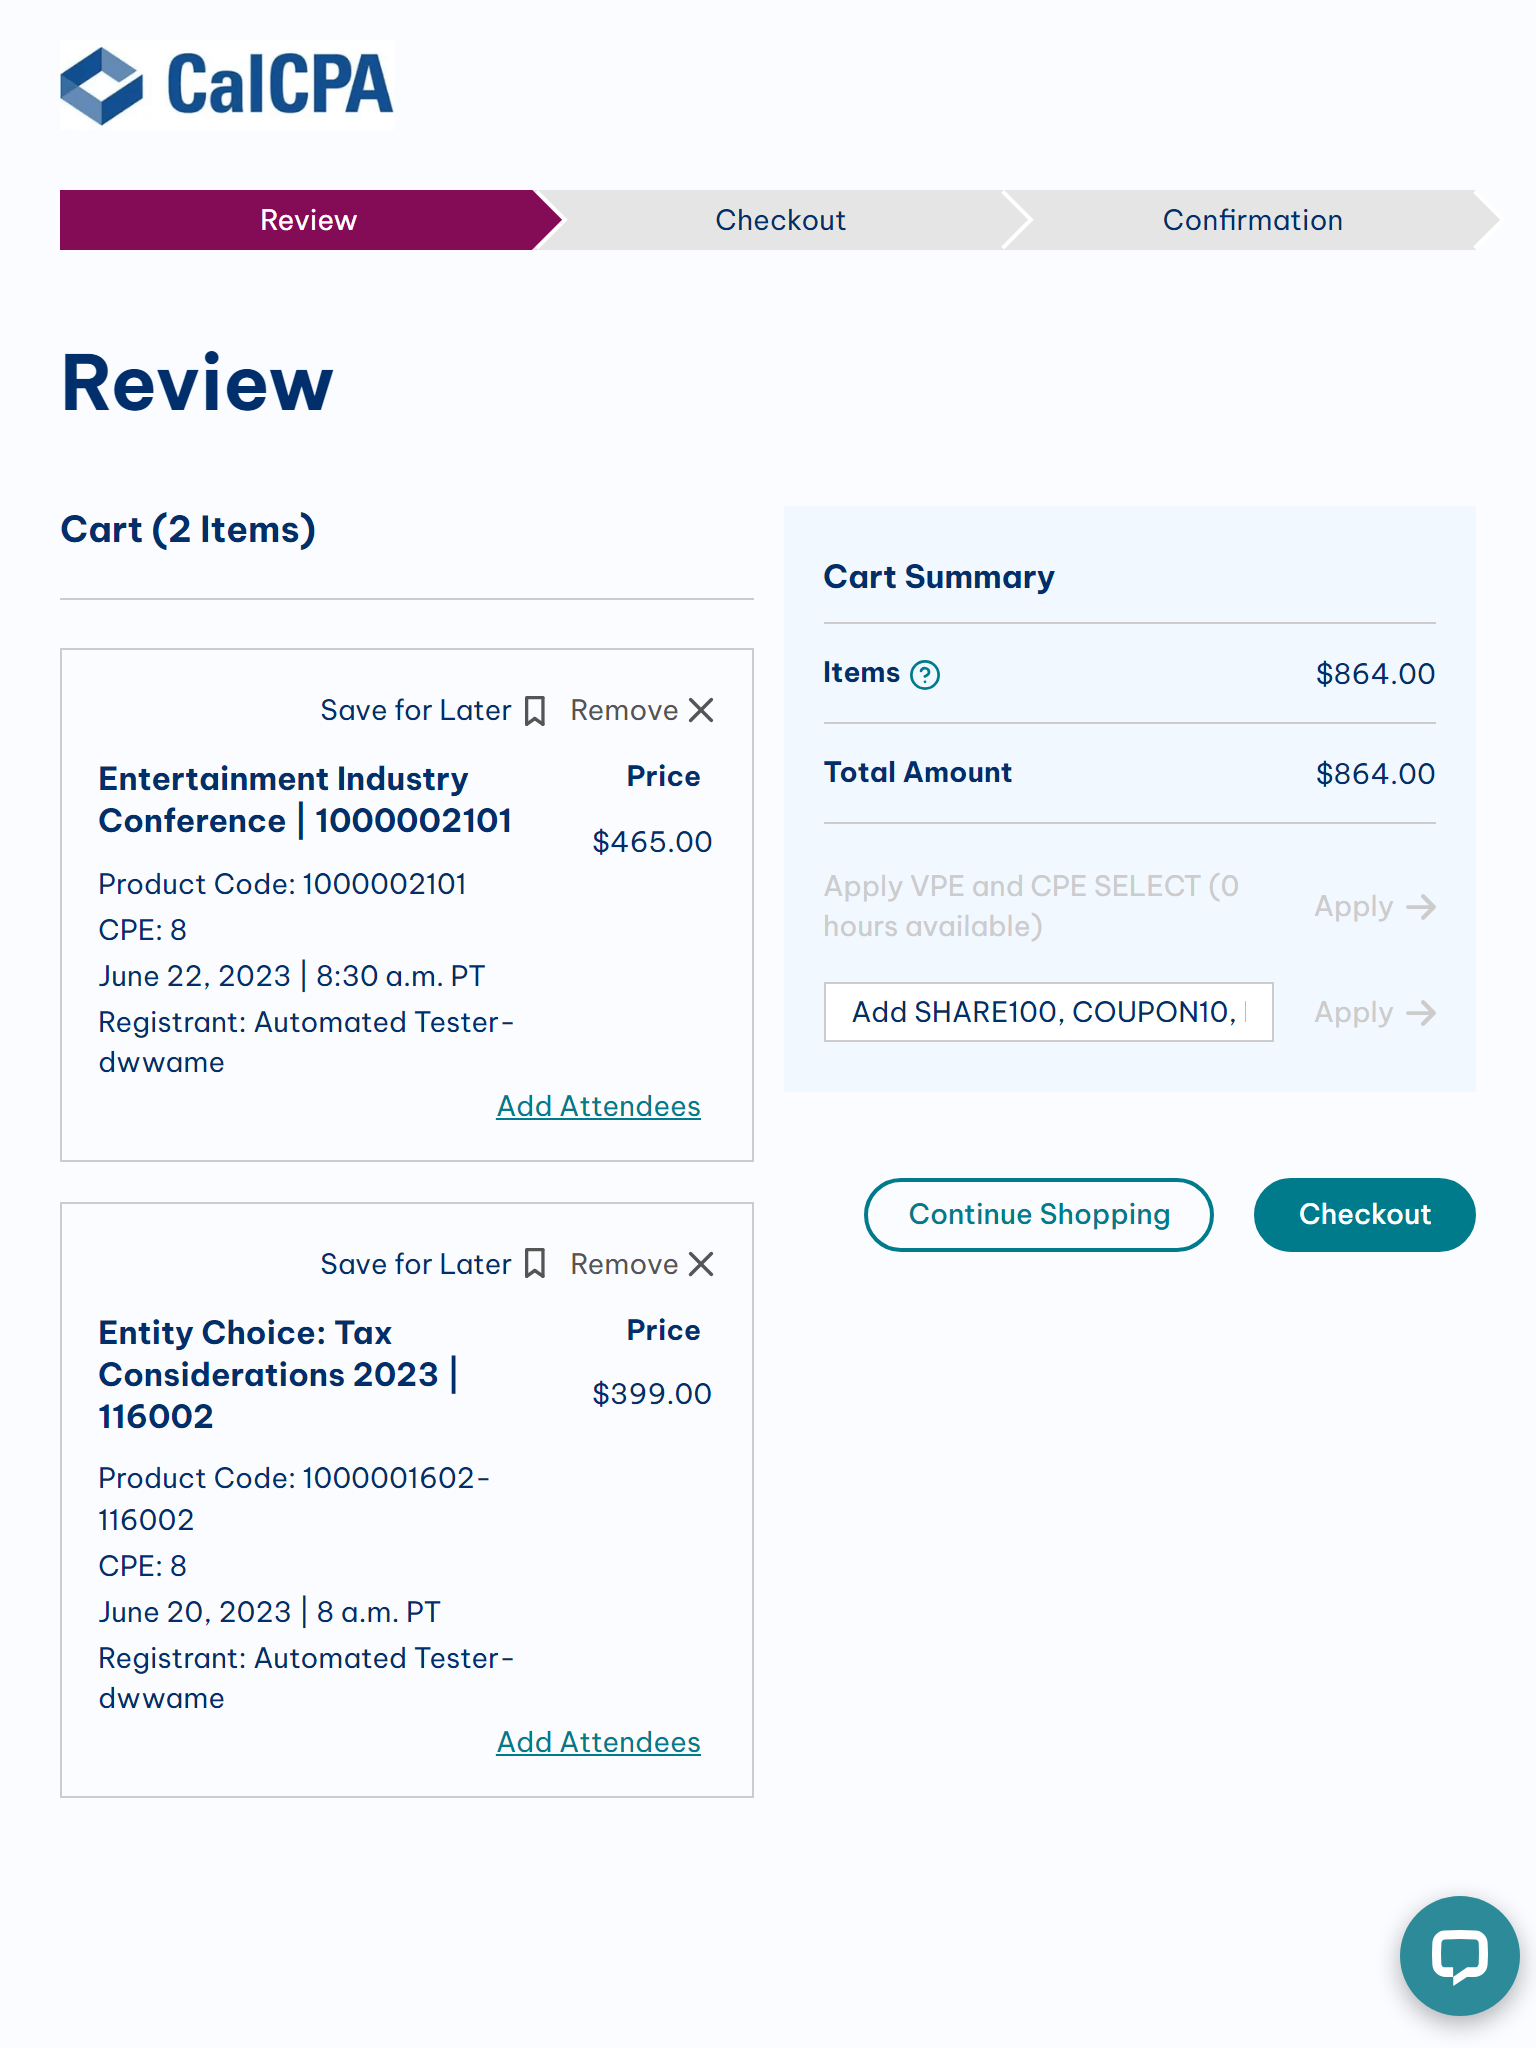 CalCPA
Review
Checkout
Confirmation
Review
Cart (2 Items)
Save for Later
Remove
Entertainment Industry
Conference | 1000002101
Price
$465.00
Product Code: 1000002101
CPE: 8
June 22, 2023 | 8:30 a.m. PT
Registrant: Automated Tester-
dwwame
Add Attendees
Save for Later
Remove
Entity Choice: Tax
Considerations 2023 |
116002
Price
$399.00
Product Code: 1000001602-
116002
CPE: 8
June 20, 2023 | 8 a.m. PT
Registrant: Automated Tester-
dwwame
Add Attendees
Cart Summary
Items ?
$864.00
Total Amount
$864.00
Apply VPE and CPE SELECT (0
hours available)
Apply
Add SHARE100, COUPON10,
Apply
Continue Shopping
Checkout